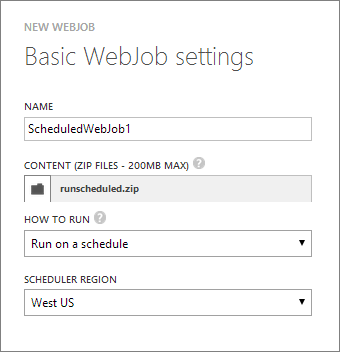 NEW WEBJOB
Basic WebJob settings
NAME
ScheduledWebJob1
CONTENT (ZIP FILES - 200MB MAX) ?
runscheduled.zip
HOW TO RUN ?
Run on a schedule
SCHEDULER REGION
West US